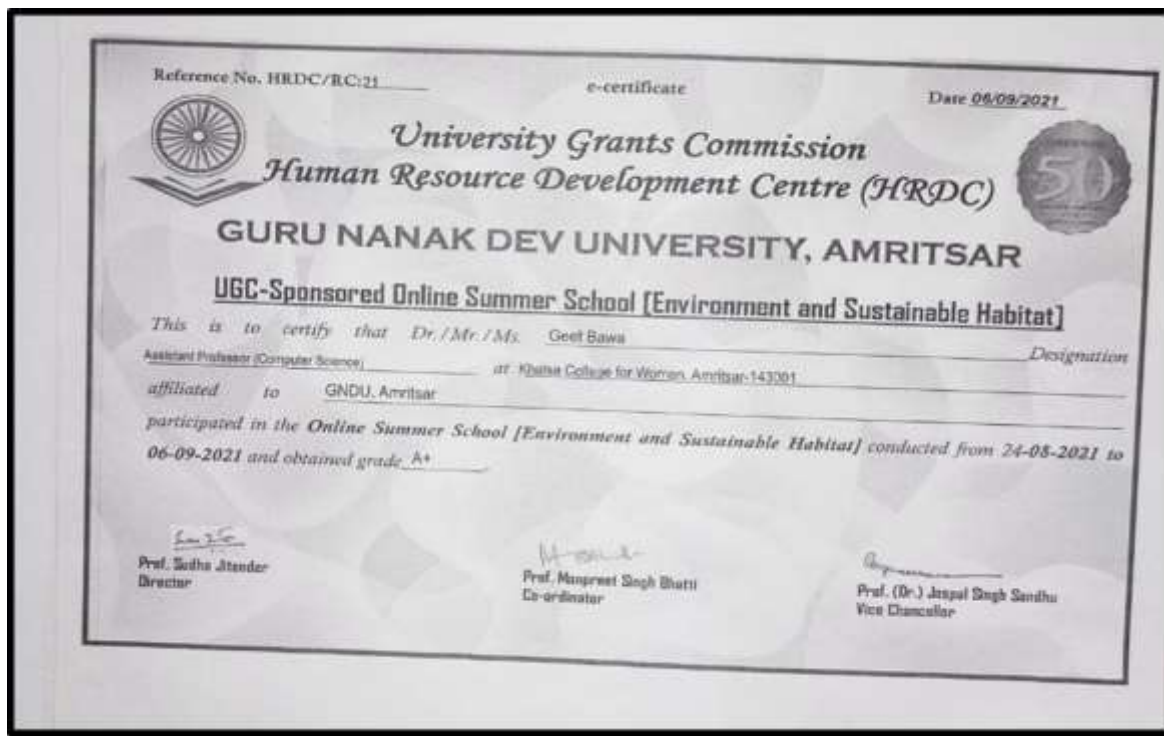 Reference No. HRDC/RC:21
e-certificate
Date 06/09/2021
University Grants Commission
Human Resource Development Centre (HRDC)
50
GURU NANAK DEV UNIVERSITY, AMRITSAR
UGC-Sponsored Online Summer School [Environment and Sustainable Habitat]
This is to certify that Dr./Mr./Ms. Geet Bawa Designation
Assistant Professor (Computer Science) at Khalsa College for Women, Amritsar-143001
affiliated to GNDU, Amritsar
participated in the Online Summer School [Environment and Sustainable Habitat] conducted from 24-08-2021 to
06-09-2021 and obtained grade A+
Prof. Sudha Jitender
Director
Prof. Manpreet Singh Bhatti
Co-ordinator
Prof. (Dr.) Jaspal Singh Sandhu
Vice Chancellor